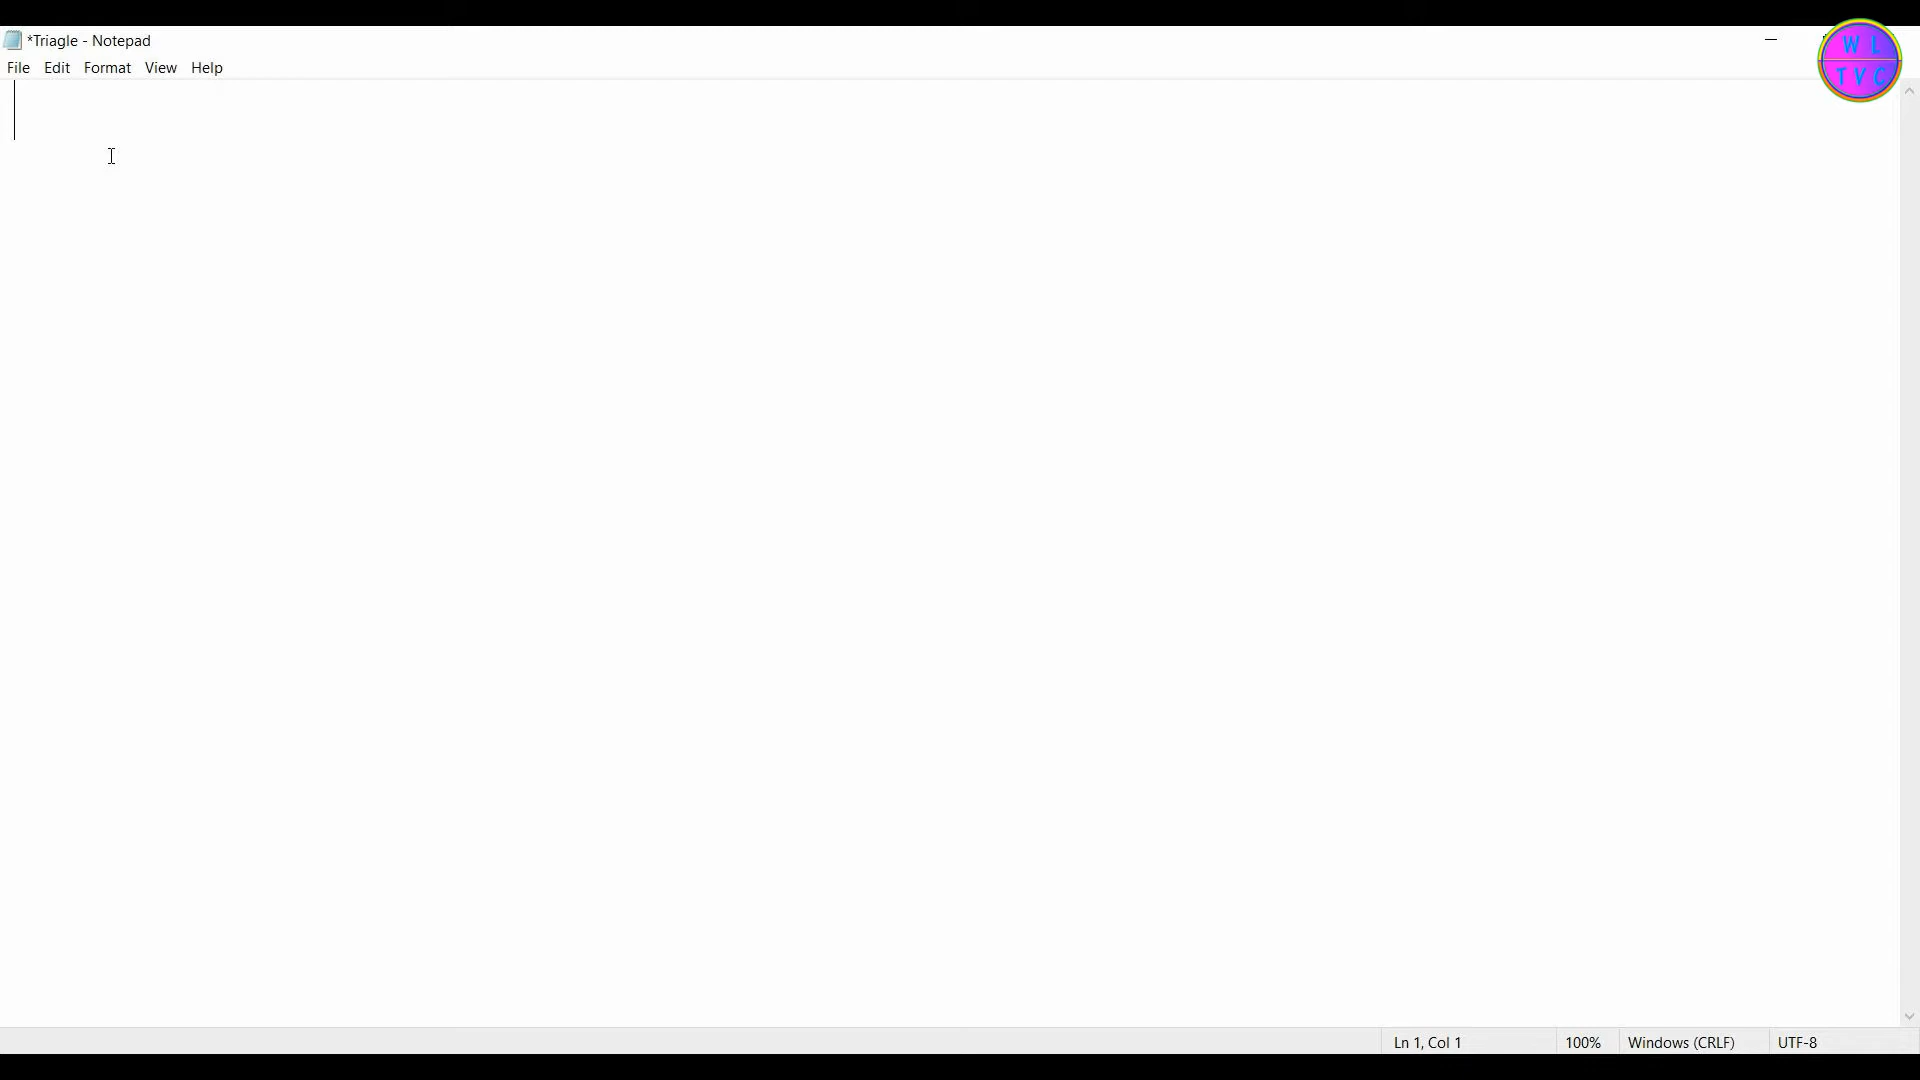 *Triagle - Notepad
W L
T V C
File Edit Format View Help
Ln 1, Col 1 100% Windows (CRLF) UTF-8